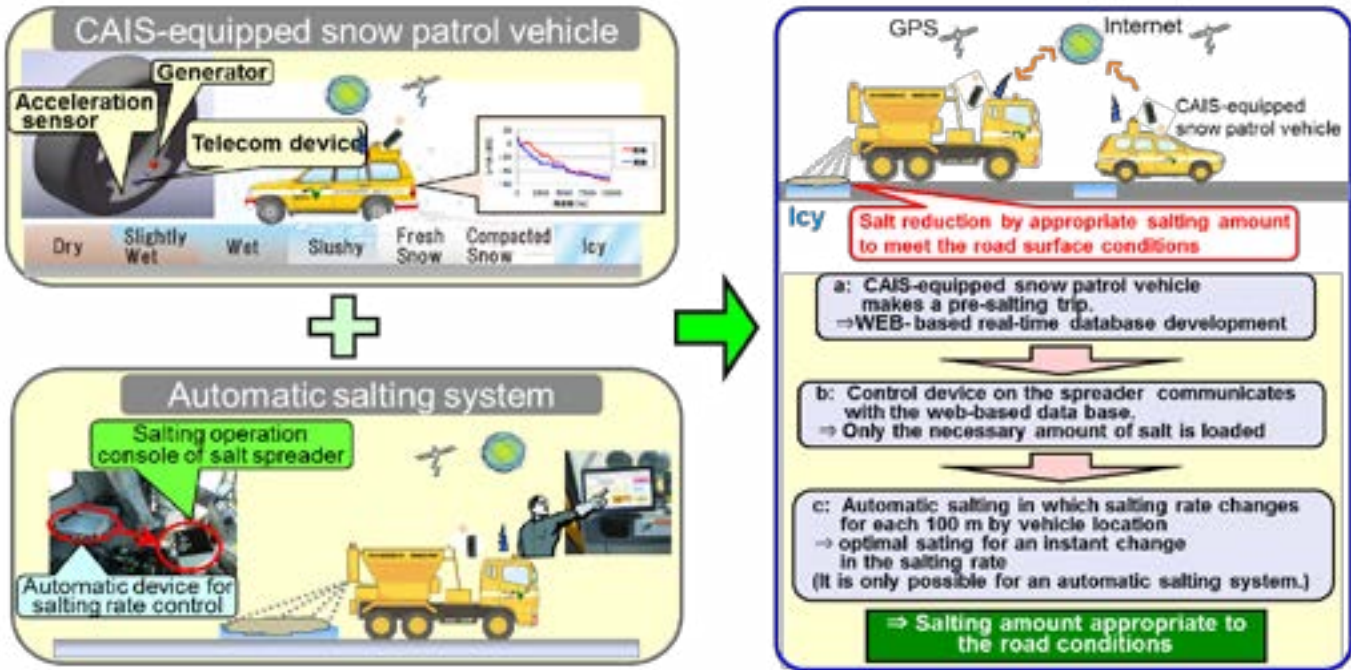 CAIS-equipped snow patrol vehicle
Generator
Acceleration
sensor
Telecom device
Dry
Slightly
Wet
Wet
Slushy
Fresh
Snow
Compacted
Snow
Icy
Automatic salting system
Salting operation
console of salt spreader
Automatic device for
salting rate control
GPS
Internet
CAIS-equipped
snow patrol vehicle
Icy
Salt reduction by appropriate salting amount
to meet the road surface conditions
a: CAIS-equipped snow patrol vehicle
makes a pre-salting trip.
⇒WEB-based real-time database development
b: Control device on the spreader communicates
with the web-based data base.
⇒ Only the necessary amount of salt is loaded
c: Automatic salting in which salting rate changes
for each 100 m by vehicle location
⇒ optimal sating for an instant change
in the salting rate
(It is only possible for an automatic salting system.)
⇒ Salting amount appropriate to
the road conditions